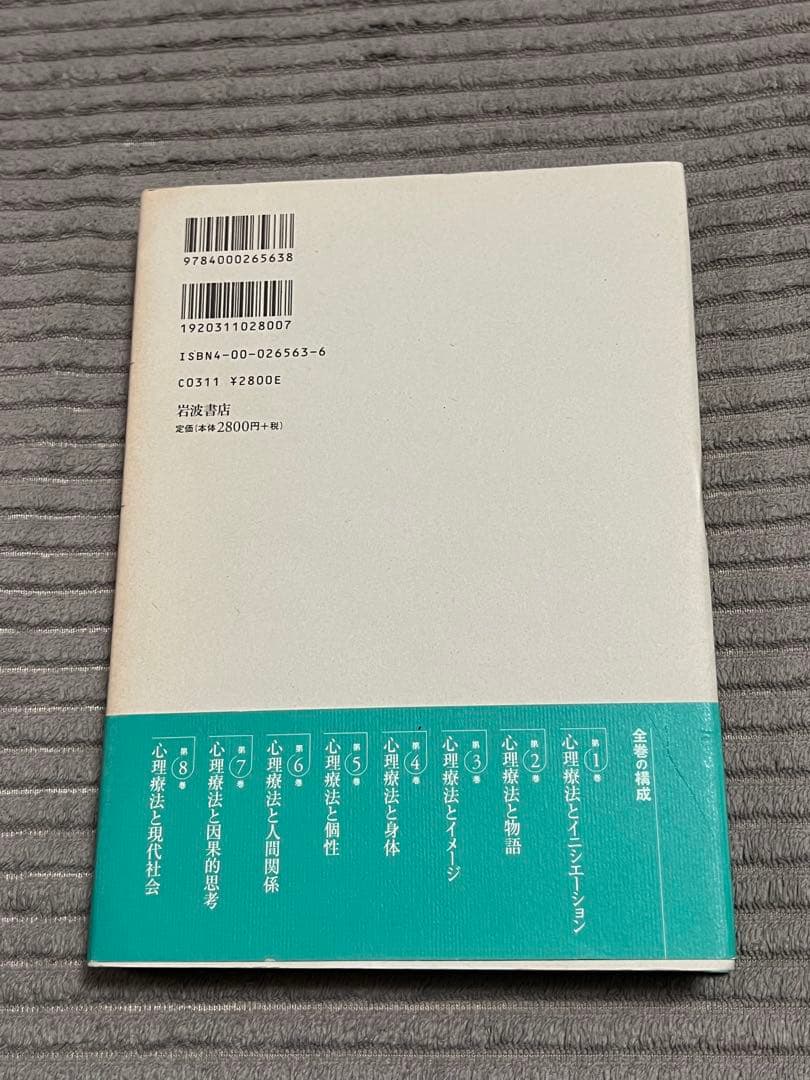 9784000265638
1920311028007
ISBN4-00-026563-6
C0311 ¥2800E
岩波書店
定価(本体2800円+税)
全巻の構成
第1巻
心理療法とイニシエーション
第2巻
心理療法と物語
第3巻
心理療法とイメージ
第4巻
心理療法と身体
第5巻
心理療法と個性
第6巻
心理療法と人間関係
第7巻
心理療法と因果的思考
第8巻
心理療法と現代社会